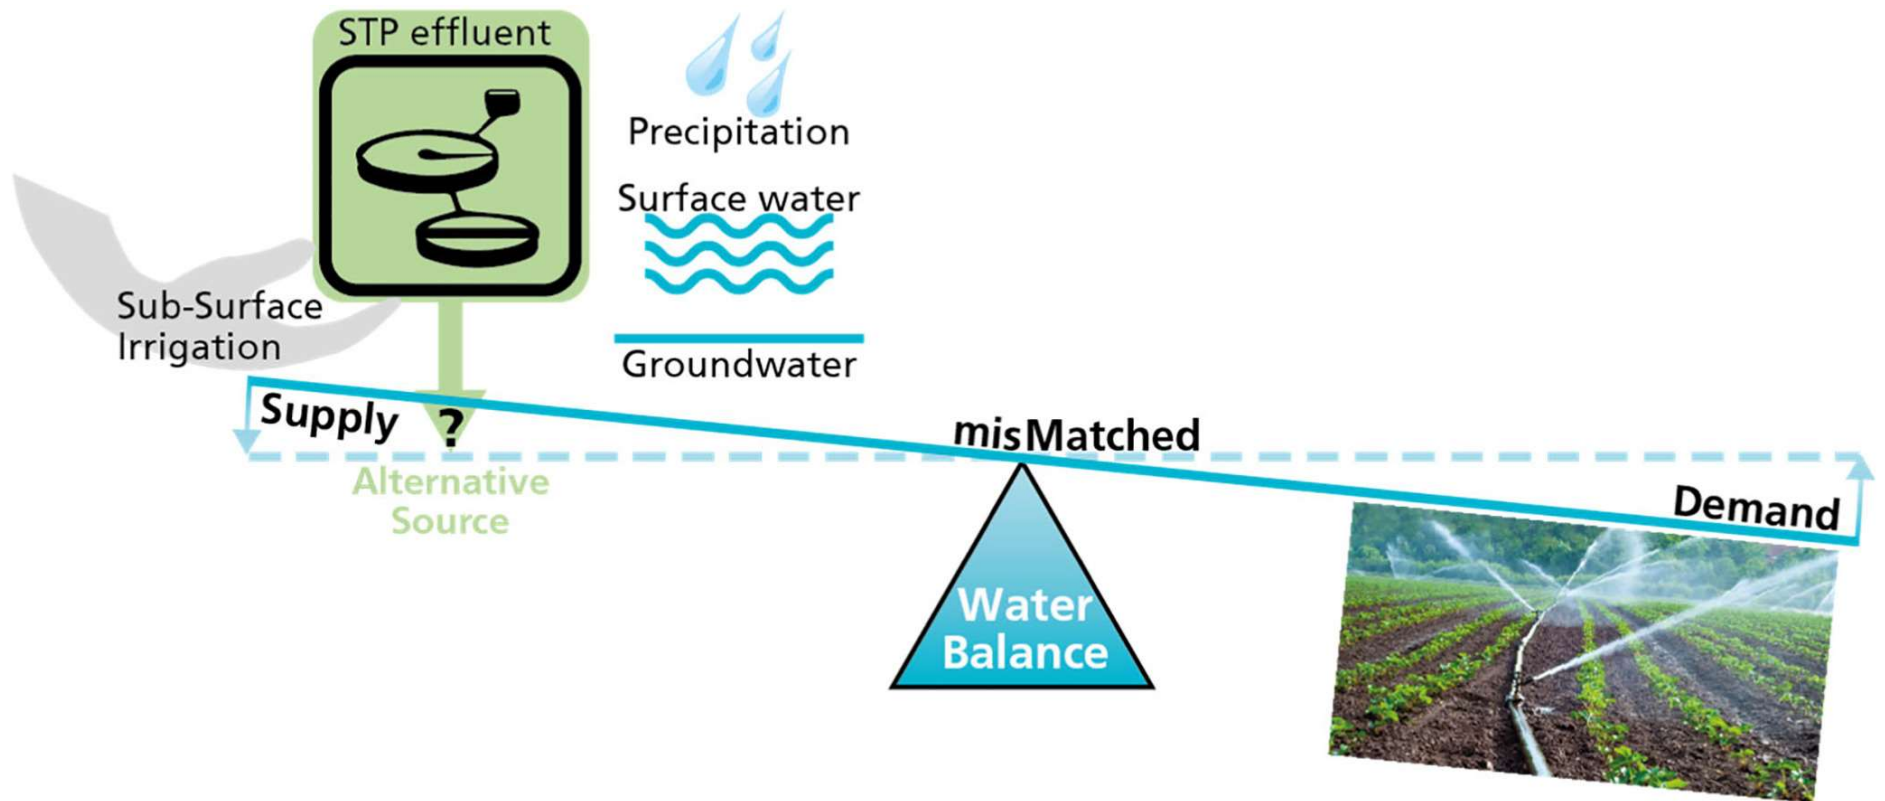 STP effluent
Precipitation
Surface water
Sub-Surface
Irrigation
Groundwater
Supply
?
misMatched
Alternative
Source
Demand
Water
Balance